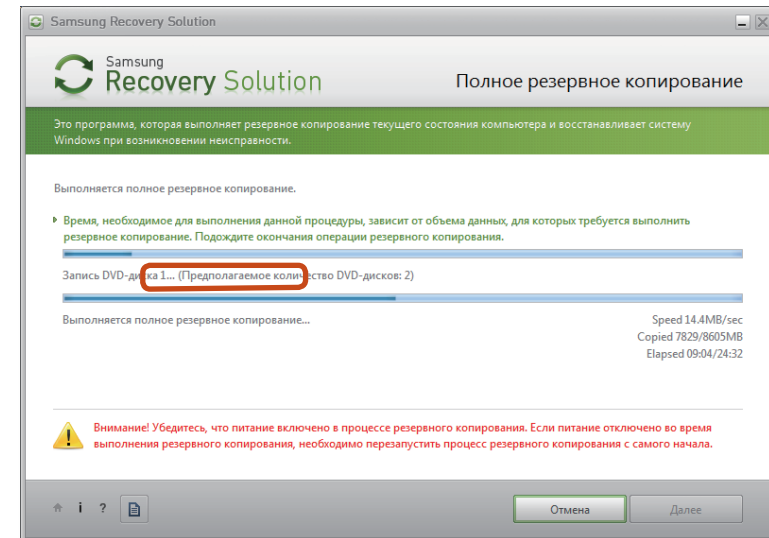 Samsung Recovery Solution
Samsung
Recovery Solution
Полное резервное копирование
Это программа, которая выполняет резервное копирование текущего состояния компьютера и восстанавливает систему
Windows при возникновении неисправности.
Выполняется полное резервное копирование.
Время, необходимое для выполнения данной процедуры, зависит от объема данных, для которых требуется выполнить
резервное копирование. Подождите окончания операции резервного копирования.
Запись DVD-диска 1... (Предполагаемое количество DVD-дисков: 2)
Выполняется полное резервное копирование...
Speed 14.4MB/sec
Copied 7829/8605MB
Elapsed 09:04/24:32
Внимание! Убедитесь, что питание включено в процессе резервного копирования. Если питание отключено во время
выполнения резервного копирования, необходимо перезапустить процесс резервного копирования с самого начала.
i ?
Отмена
Далее